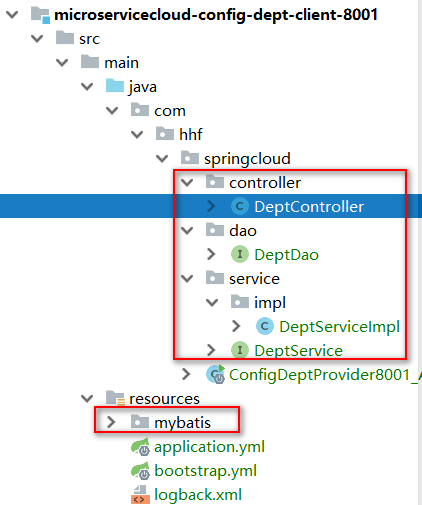 microservicecloud-config-dept-client-8001
src
main
java
com
hhf
springcloud
controller
C DeptController
dao
I DeptDao
service
impl
C DeptServiceImpl
I DeptService
ConfigDeptProvider8001_A
resources
mybatis
application.yml
bootstrap.yml
logback.xml